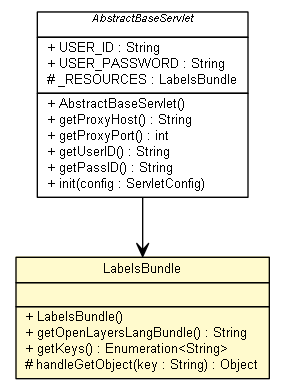 AbstractBaseServlet
+ USER_ID : String
+ USER_PASSWORD : String
# _RESOURCES : LabelsBundle
+ AbstractBaseServlet()
+ getProxyHost() : String
+ getProxyPort() : int
+ getUserID() : String
+ getPassID() : String
+ init(config : ServletConfig)
LabelsBundle
+ LabelsBundle()
+ getOpenLayersLangBundle() : String
+ getKeys() : Enumeration<String>
# handleGetObject(key : String) : Object